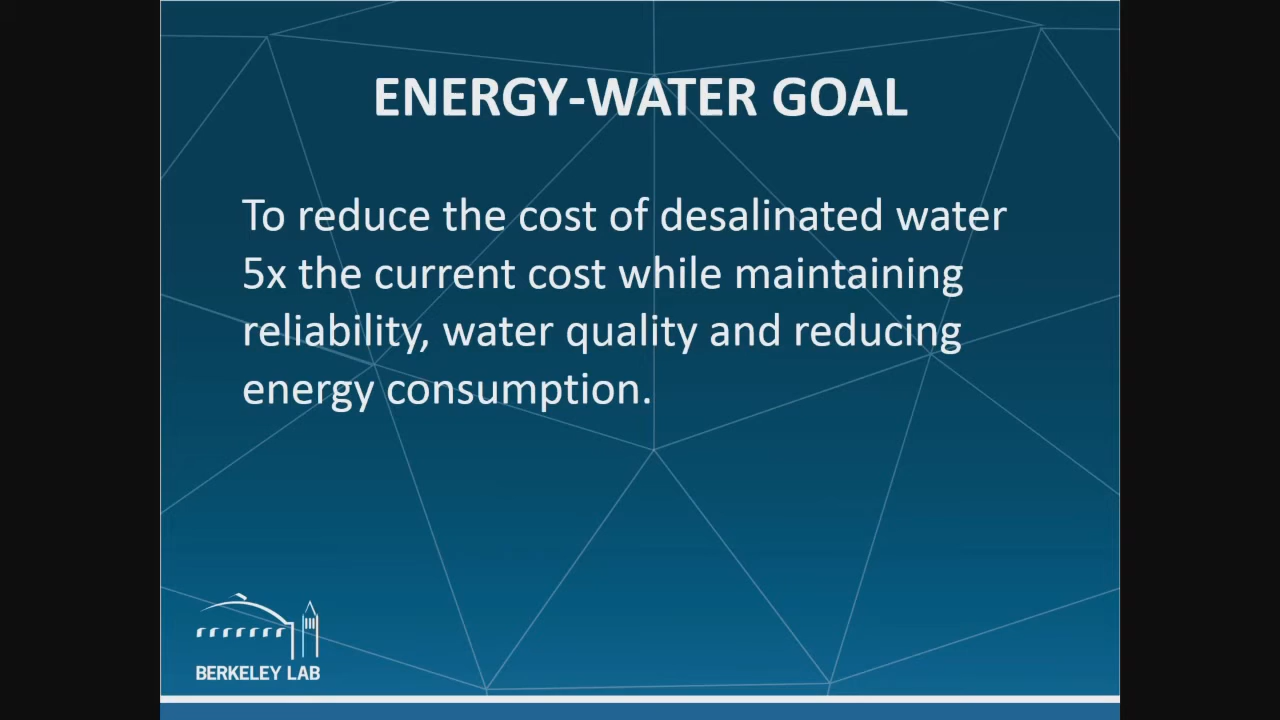 ENERGY-WATER GOAL
To reduce the cost of desalinated water
5x the current cost while maintaining
reliability, water quality and reducing
energy consumption.
BERKELEY LAB